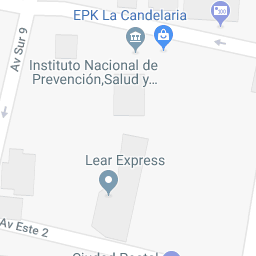 EPK La Candelaria
Av Sur 9
Instituto Nacional de
Prevención,Salud y...
Lear Express
Av Este 2